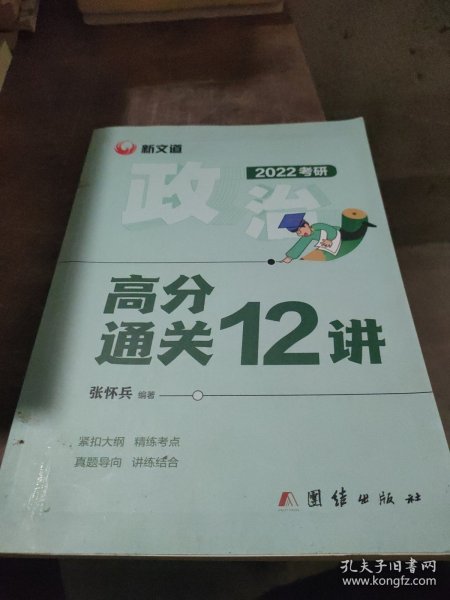 新文道
2022考研
政治
高分
通关12讲
张怀兵 编著
紧扣大纲 精练考点
真题导向 讲练结合
团结出版社
孔夫子旧书网
www.kongfz.com